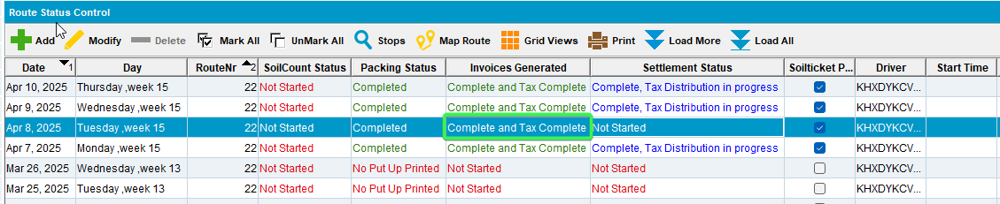 Route Status Control
Add Modify Delete Mark All UnMark All Stops Map Route Grid Views Print Load More Load All
Date 1 Day RouteNr 2 SoilCount Status Packing Status Invoices Generated Settlement Status Soilticket P... Driver Start Time
Apr 10, 2025 Thursday ,week 15 22 Not Started Completed Complete and Tax Complete Complete, Tax Distribution in progress KHXDYKCV...
Apr 9, 2025 Wednesday ,week 15 22 Not Started Completed Complete and Tax Complete Complete, Tax Distribution in progress KHXDYKCV...
Apr 8, 2025 Tuesday ,week 15 22 Not Started Completed Complete and Tax Complete Not Started KHXDYKCV...
Apr 7, 2025 Monday ,week 15 22 Not Started Completed Complete and Tax Complete Complete, Tax Distribution in progress KHXDYKCV...
Mar 26, 2025 Wednesday ,week 13 22 Not Started No Put Up Printed Not Started Not Started KHXDYKCV...
Mar 25, 2025 Tuesday ,week 13 22 Not Started No Put Up Printed Not Started Not Started KHXDYKCV...